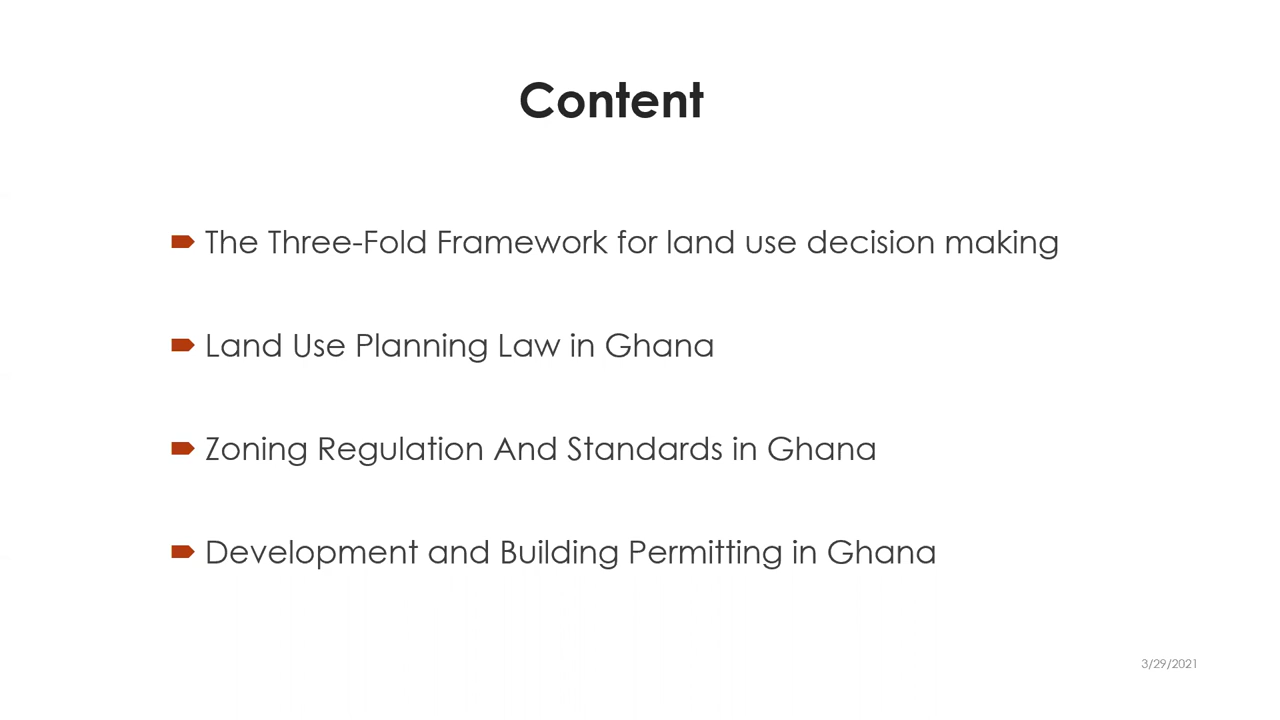 Content
The Three-Fold Framework for land use decision making
Land Use Planning Law in Ghana
Zoning Regulation And Standards in Ghana
Development and Building Permitting in Ghana
3/29/2021